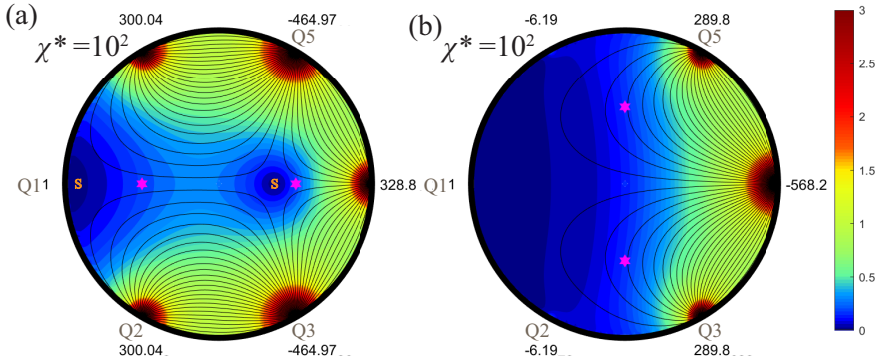 (a)
χ* =10²
300.04
-464.97
Q5
Q1 1
S
S
328.8
Q2
Q3
300.04
-464.97
(b)
χ* =10²
-6.19
289.8
Q5
Q1 1
-568.2
Q2
Q3
-6.19
289.8
3
2.5
2
1.5
1
0.5
0